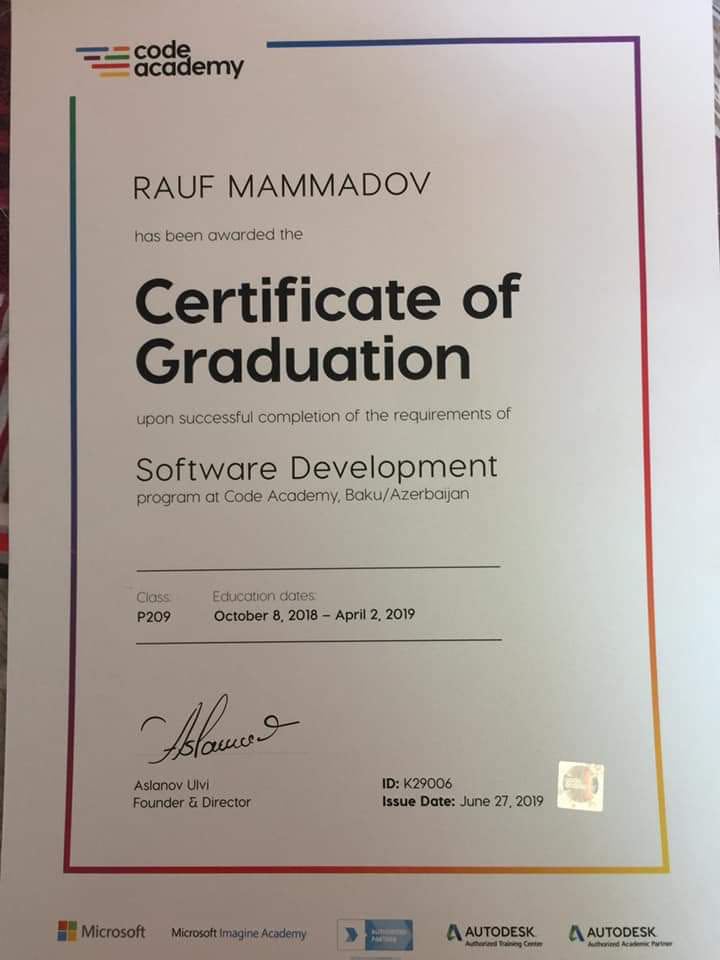 code
academy
RAUF MAMMADOV
has been awarded the
Certificate of
Graduation
upon successful completion of the requirements of
Software Development
program at Code Academy, Baku/Azerbaijan
Class: Education dates:
P209 October 8, 2018 – April 2, 2019
Aslanov
Aslanov Ulvi
Founder & Director
ID: K29006
Issue Date: June 27, 2019
Microsoft
Microsoft Imagine Academy
AUTHORIZED
PARTNER
AUTODESK.
Authorized Training Center
AUTODESK.
Authorized Academic Partner